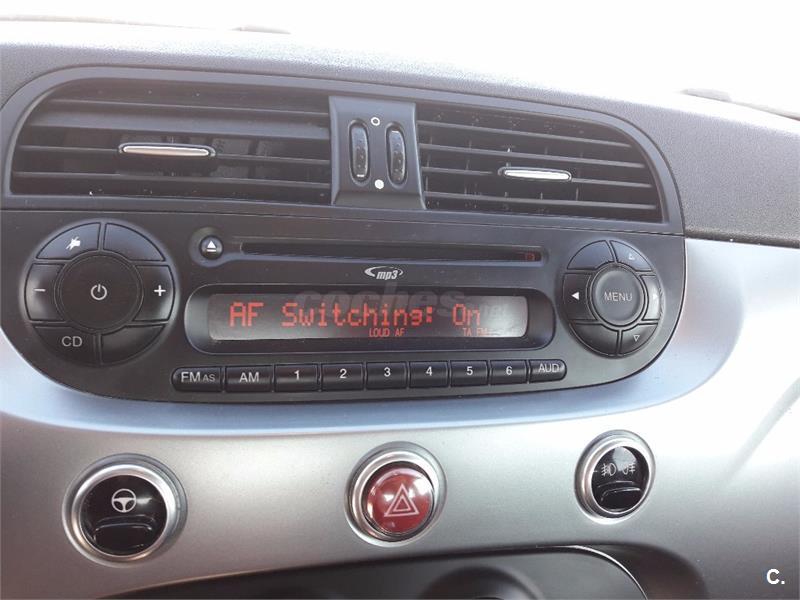 mp3
MENU
AF Switching: On
LOUD AF TA FM
CD
FM AS AM 1 2 3 4 5 6 AUD
C.